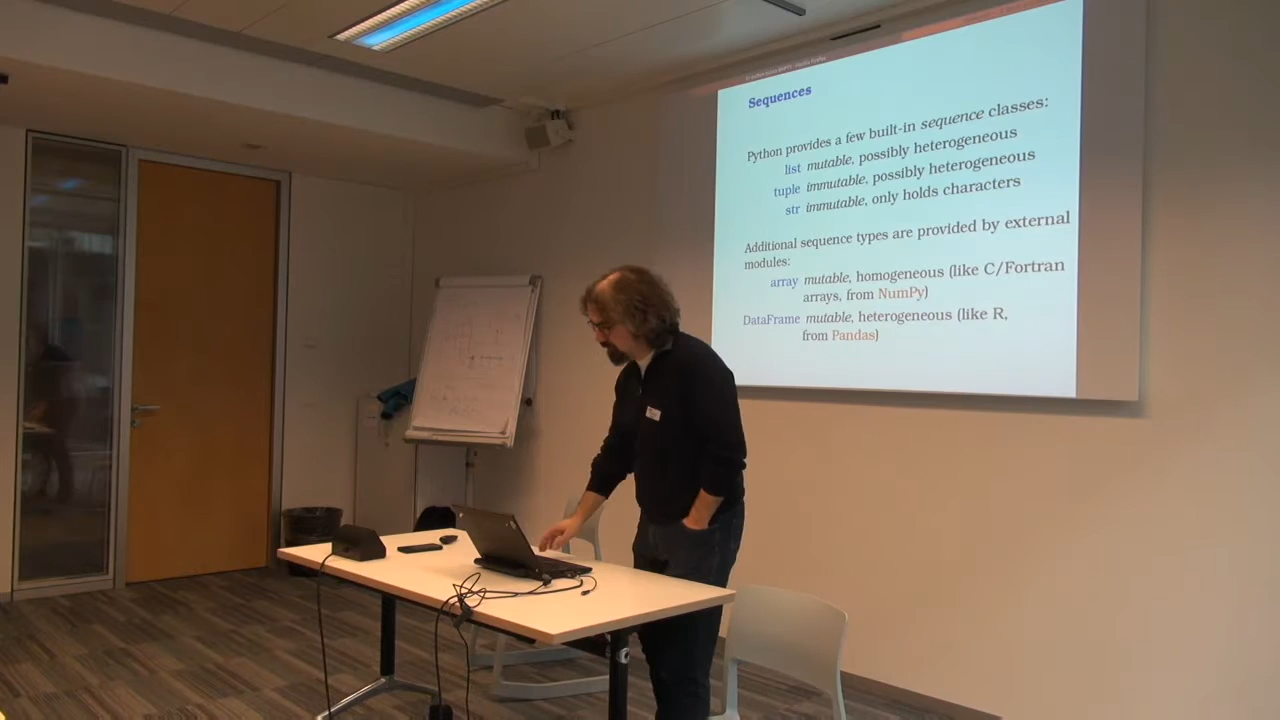 Sequences
Python provides a few built-in sequence classes:
list mutable, possibly heterogeneous
tuple immutable, possibly heterogeneous
str immutable, only holds characters
Additional sequence types are provided by external
modules:
array mutable, homogeneous (like C/Fortran
arrays, from NumPy)
DataFrame mutable, heterogeneous (like R,
from Pandas)